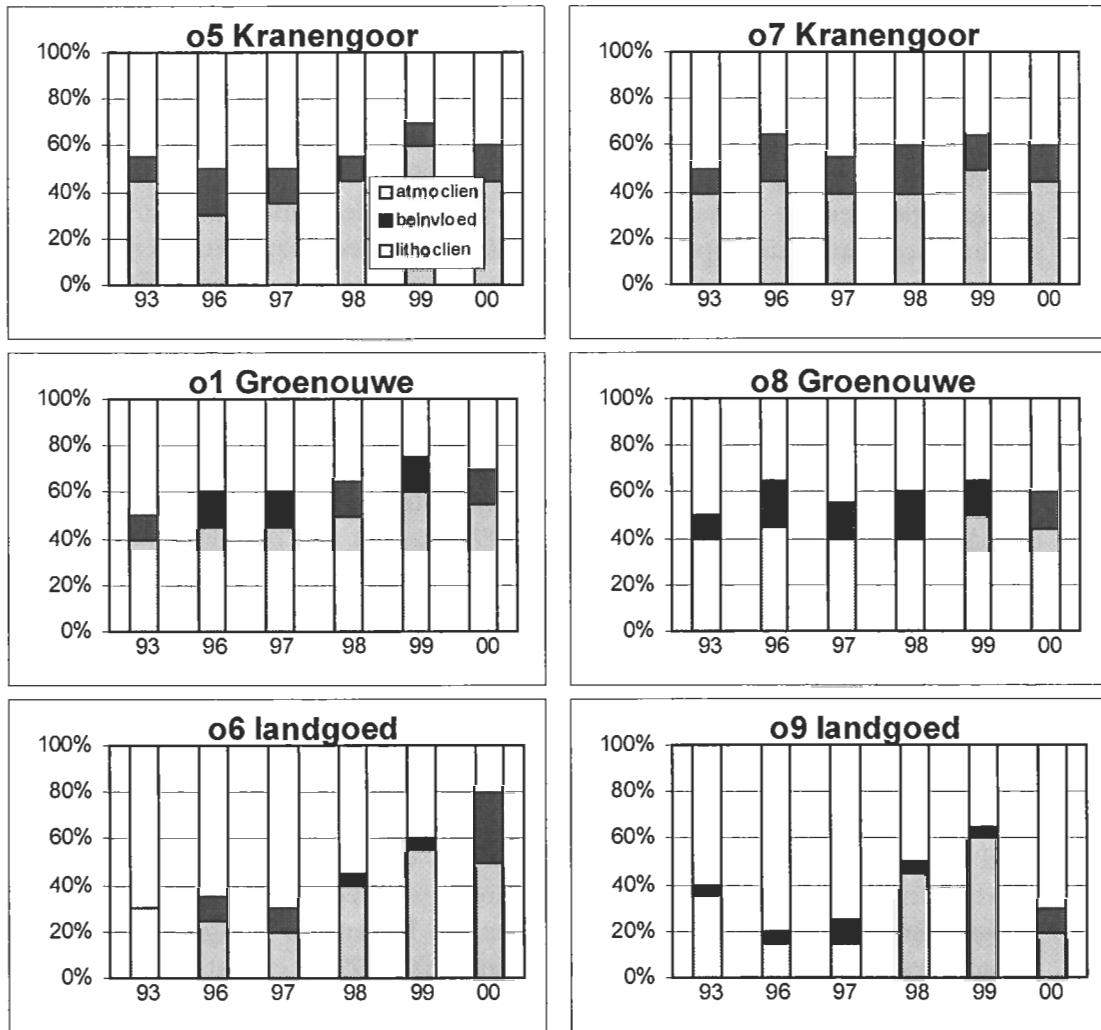 o5 Kranengoor
100%
80%
60%
40%
20%
0%
atmoclien
beinvloed
lithoclien
93 96 97 98 99 00
o7 Kranengoor
100%
80%
60%
40%
20%
0%
93 96 97 98 99 00
o1 Groenouwe
100%
80%
60%
40%
20%
0%
93 96 97 98 99 00
o8 Groenouwe
100%
80%
60%
40%
20%
0%
93 96 97 98 99 00
o6 landgoed
100%
80%
60%
40%
20%
0%
93 96 97 98 99 00
o9 landgoed
100%
80%
60%
40%
20%
0%
93 96 97 98 99 00